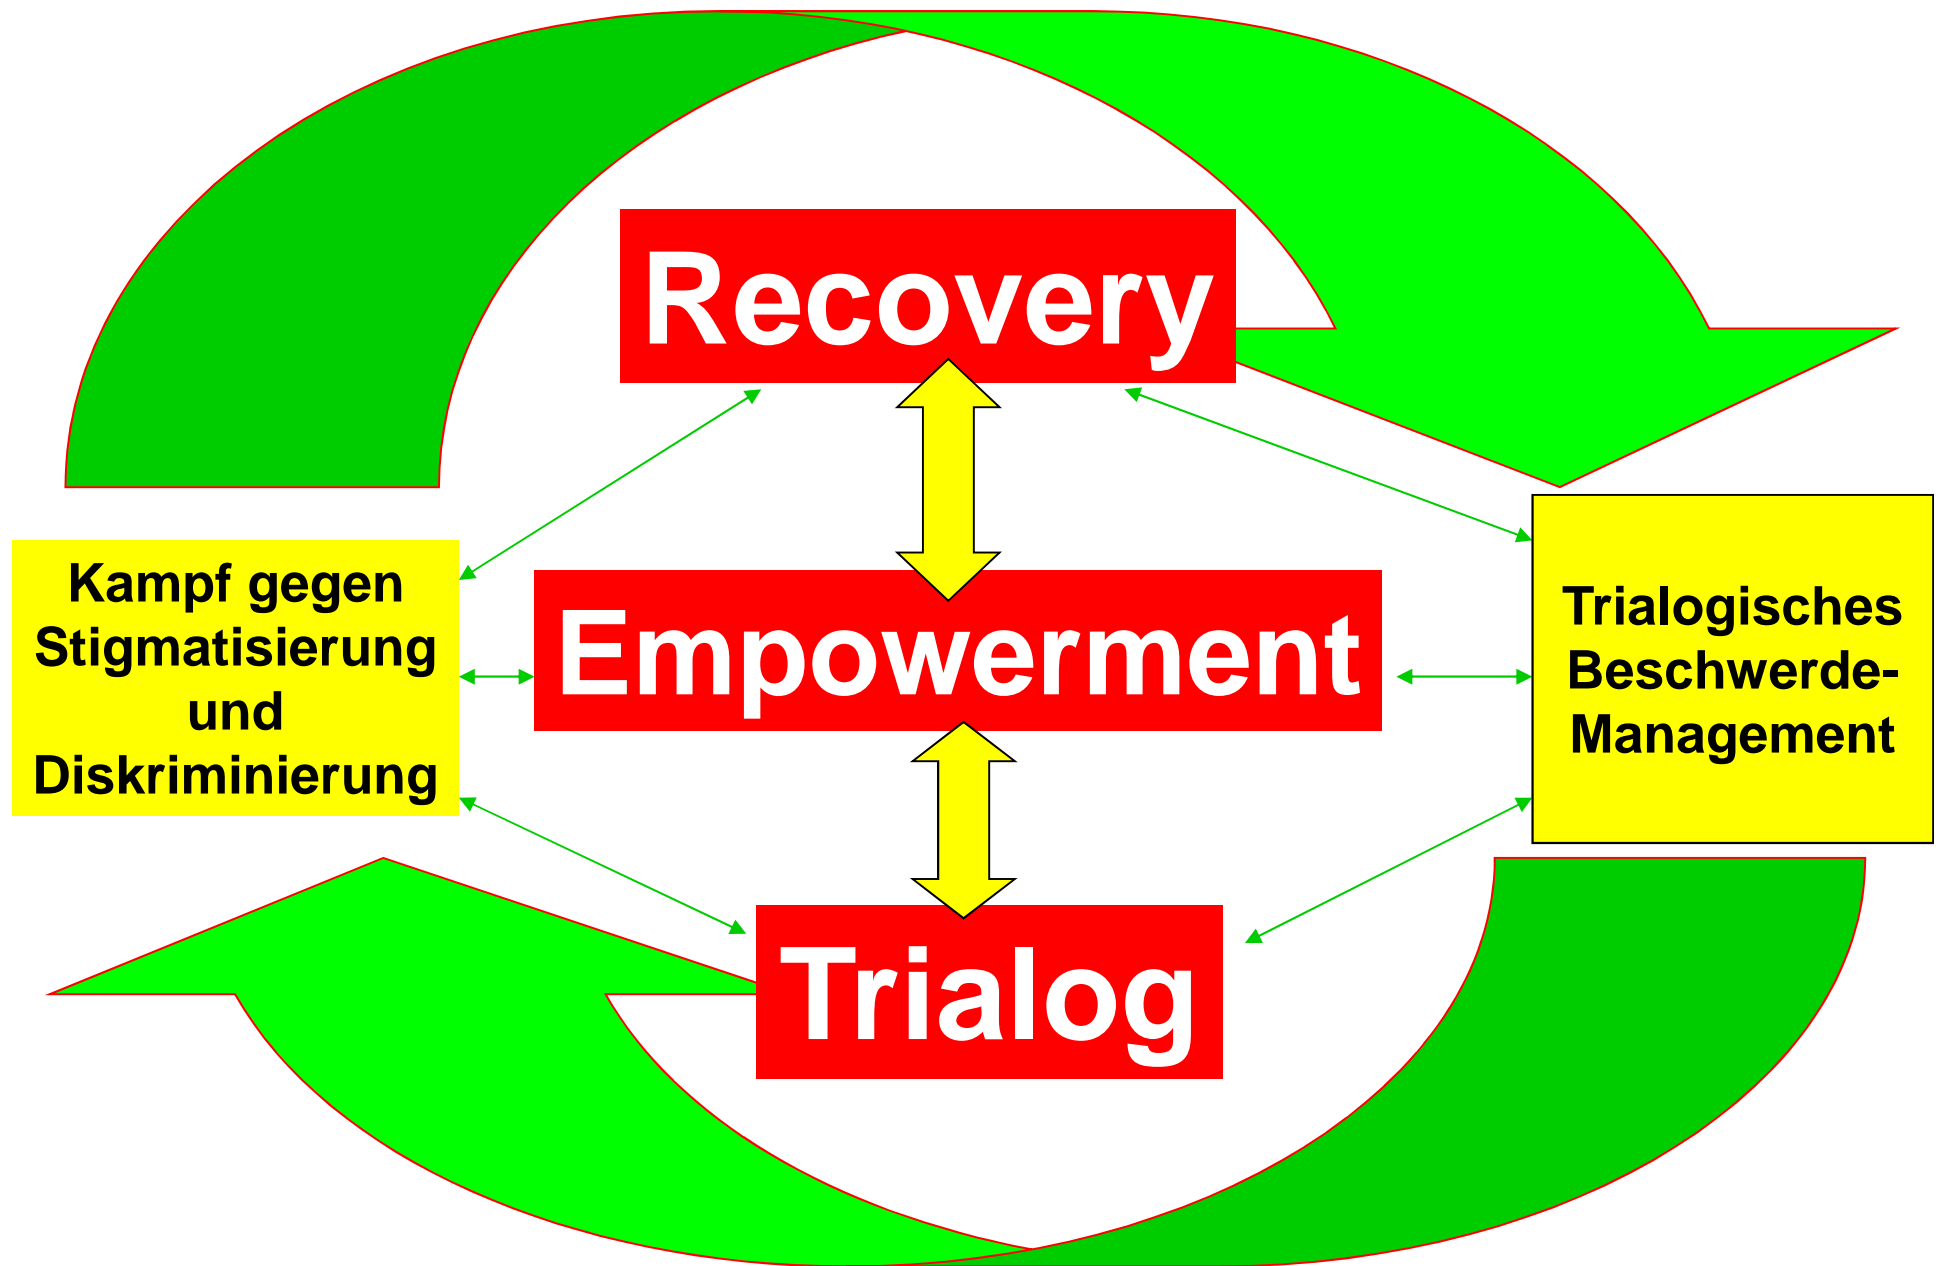 Recovery
Kampf gegen
Stigmatisierung
und
Diskriminierung
Empowerment
Trialogisches
Beschwerde-
Management
Trialog